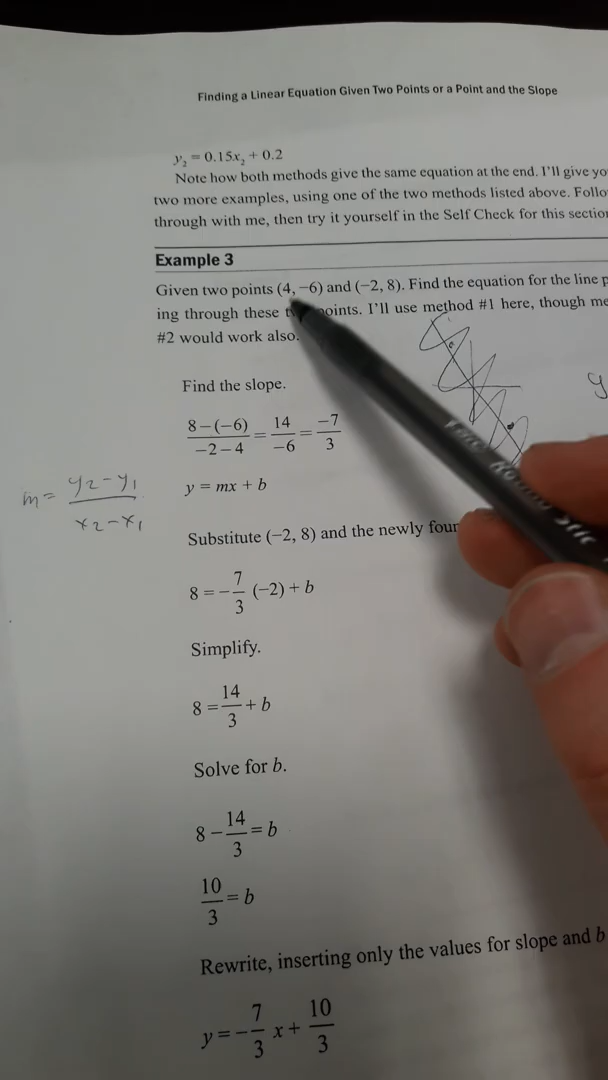 Finding a Linear Equation Given Two Points or a Point and the Slope
y₂ = 0.15x₂ + 0.2
Note how both methods give the same equation at the end. I'll give yo
two more examples, using one of the two methods listed above. Follo
through with me, then try it yourself in the Self Check for this section
Example 3
Given two points (4, −6) and (−2, 8). Find the equation for the line p
ing through these points. I'll use method #1 here, though me
#2 would work also.
Find the slope.
8−(−6)/−2−4 = 14/−6 = −7/3
m = y₂−y₁/x₂−x₁
y = mx + b
Substitute (−2, 8) and the newly four
8 = −7/3 (−2) + b
Simplify.
8 = 14/3 + b
Solve for b.
8 − 14/3 = b
10/3 = b
Rewrite, inserting only the values for slope and b
y = −7/3 x + 10/3
y